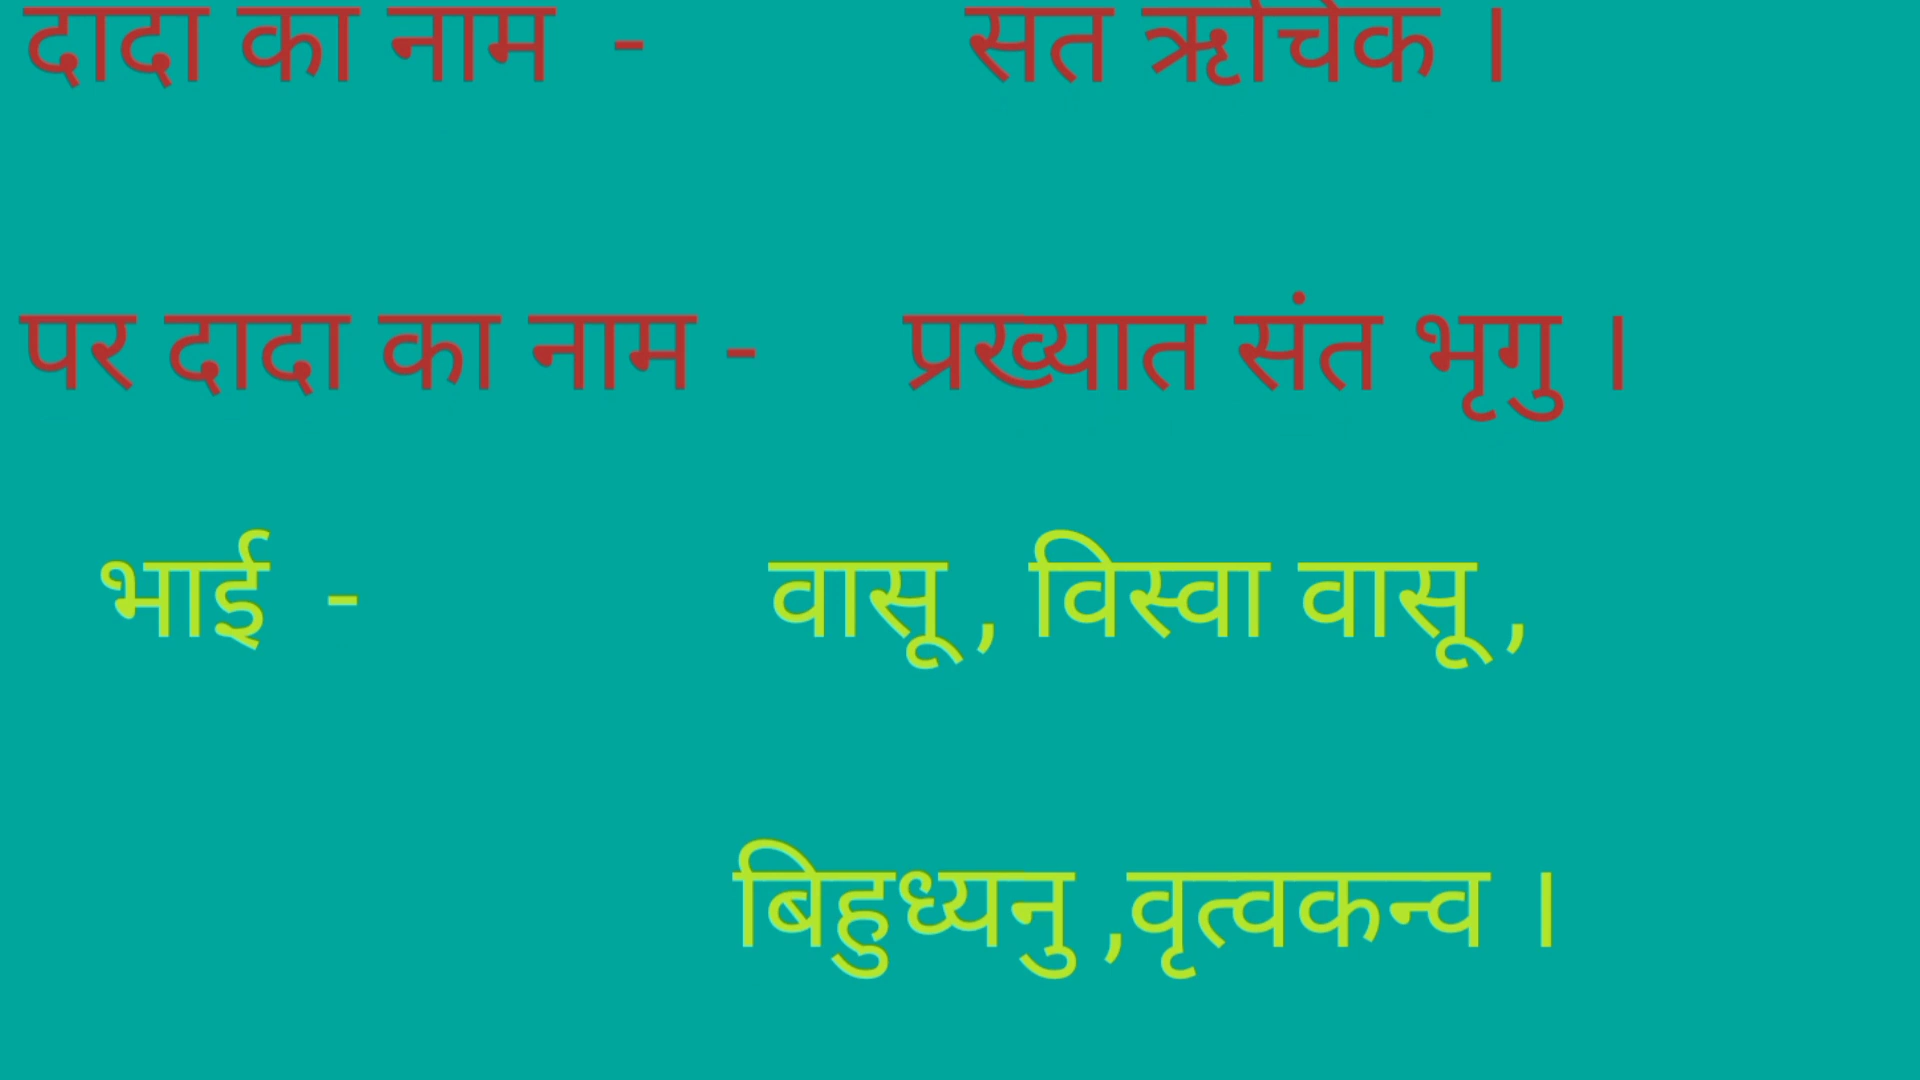 दादा का नाम - सत ऋचिक ।
पर दादा का नाम - प्रख्यात संत भृगु ।
भाई - वासू , विस्वा वासू ,
बिहुध्यनु ,वृत्वकन्व ।